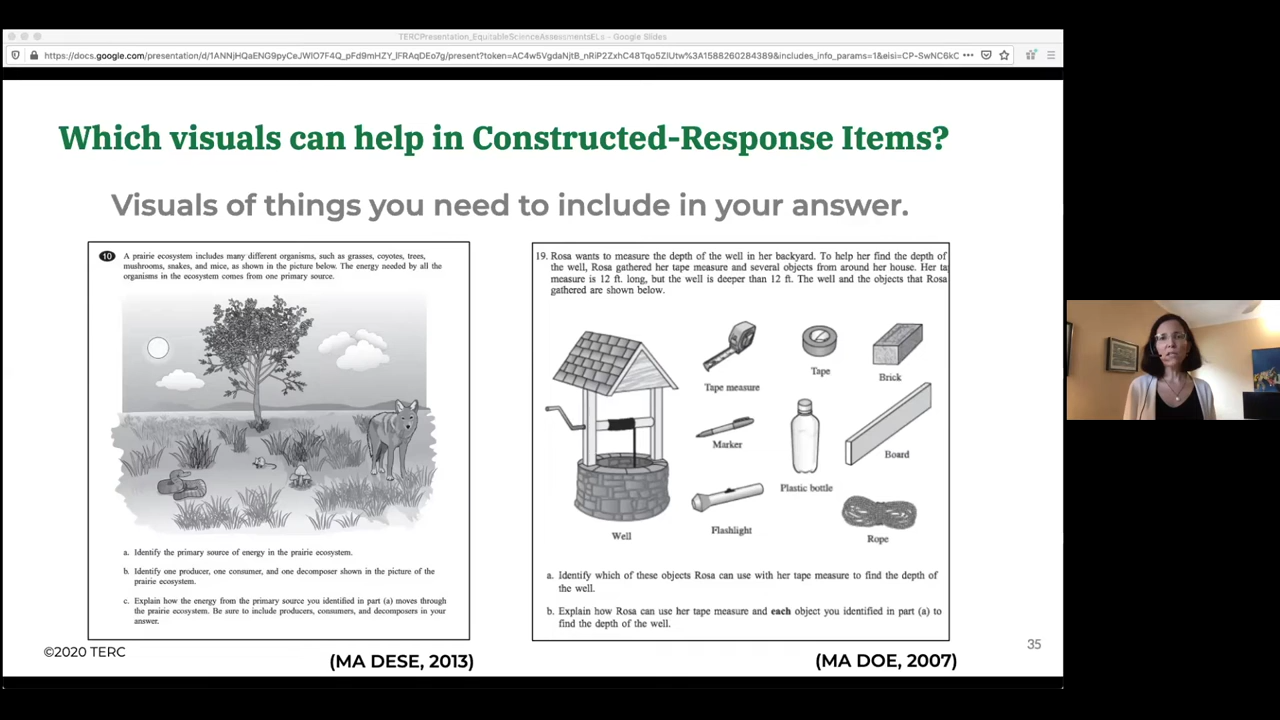 TERCPresentation_EquitableScienceAssessmentsELs - Google Slides
Which visuals can help in Constructed-Response Items?
Visuals of things you need to include in your answer.
10 A prairie ecosystem includes many different organisms, such as grasses, coyotes, trees,
mushrooms, snakes, and mice, as shown in the picture below. The energy needed by all the
organisms in the ecosystem comes from one primary source.
a. Identify the primary source of energy in the prairie ecosystem.
b. Identify one producer, one consumer, and one decomposer shown in the picture of the
prairie ecosystem.
c. Explain how the energy from the primary source you identified in part (a) moves through
the prairie ecosystem. Be sure to include producers, consumers, and decomposers in your
answer.
(MA DESE, 2013)
19. Rosa wants to measure the depth of the well in her backyard. To help her find the depth of
the well, Rosa gathered her tape measure and several objects from around her house. Her ta
measure is 12 ft. long, but the well is deeper than 12 ft. The well and the objects that Rosa
gathered are shown below.
Tape measure
Tape
Brick
Marker
Plastic bottle
Board
Flashlight
Rope
Well
a. Identify which of these objects Rosa can use with her tape measure to find the depth of
the well.
b. Explain how Rosa can use her tape measure and each object you identified in part (a) to
find the depth of the well.
(MA DOE, 2007)
©2020 TERC
35